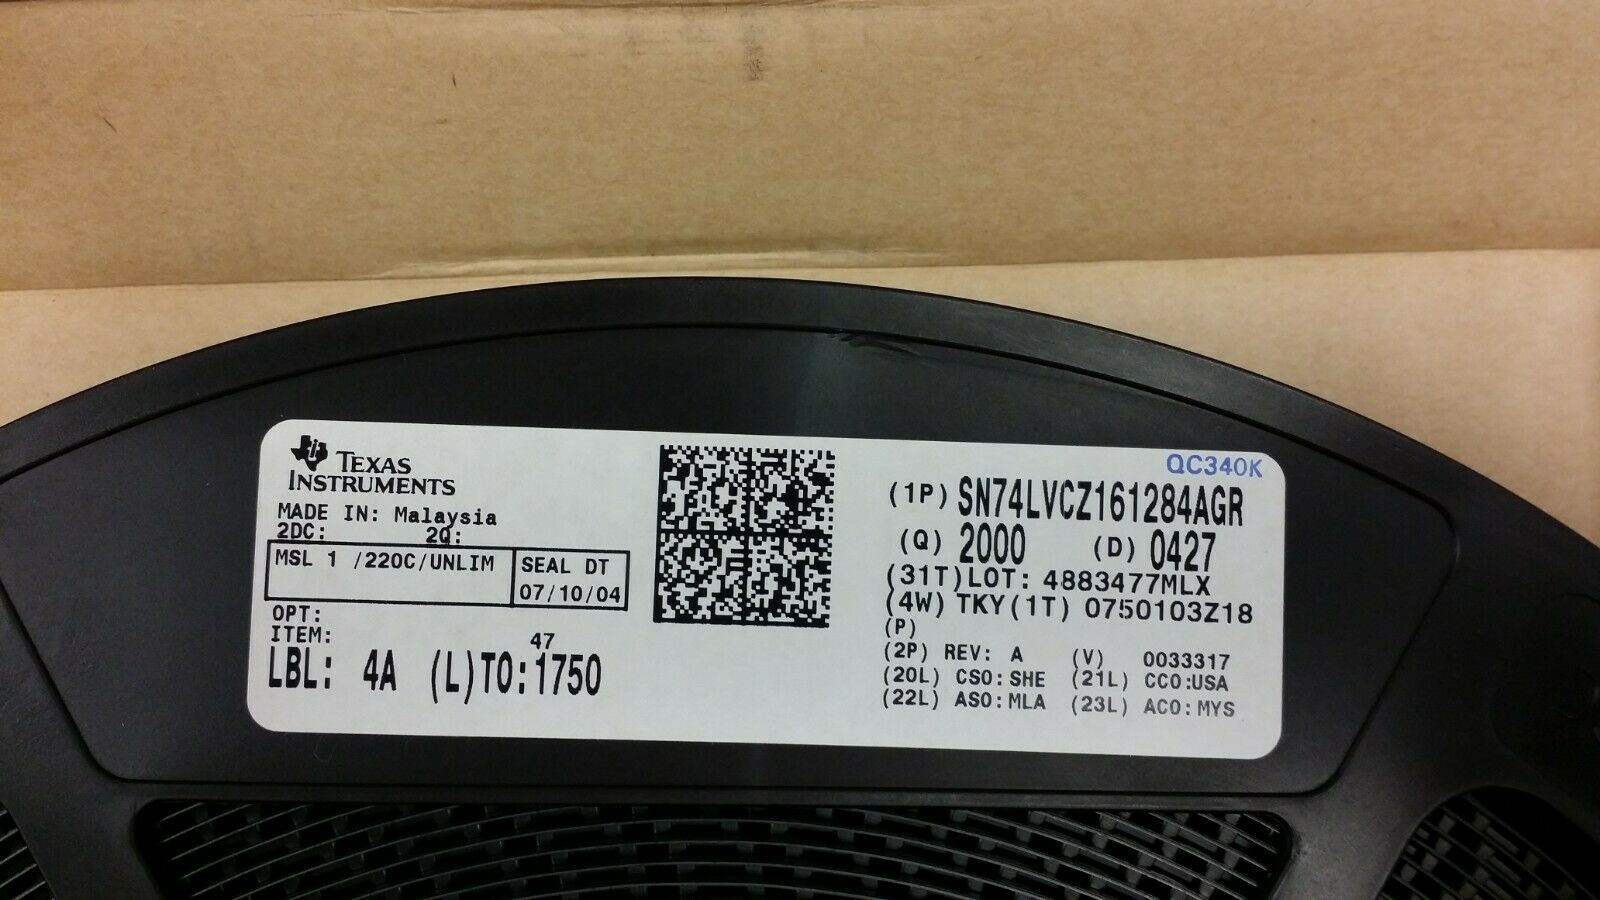 TEXAS
INSTRUMENTS
MADE IN: Malaysia
2DC: 2Q:
MSL 1 /220C/UNLIM
SEAL DT
07/10/04
OPT:
ITEM:
47
LBL: 4A (L)TO:1750
QC340K
(1P) SN74LVCZ161284AGR
(Q) 2000 (D) 0427
(31T)LOT: 4883477MLX
(4W) TKY(1T) 0750103Z18
(P)
(2P) REV: A (V) 0033317
(20L) CSO:SHE (21L) CCO:USA
(22L) ASO:MLA (23L) ACO:MYS